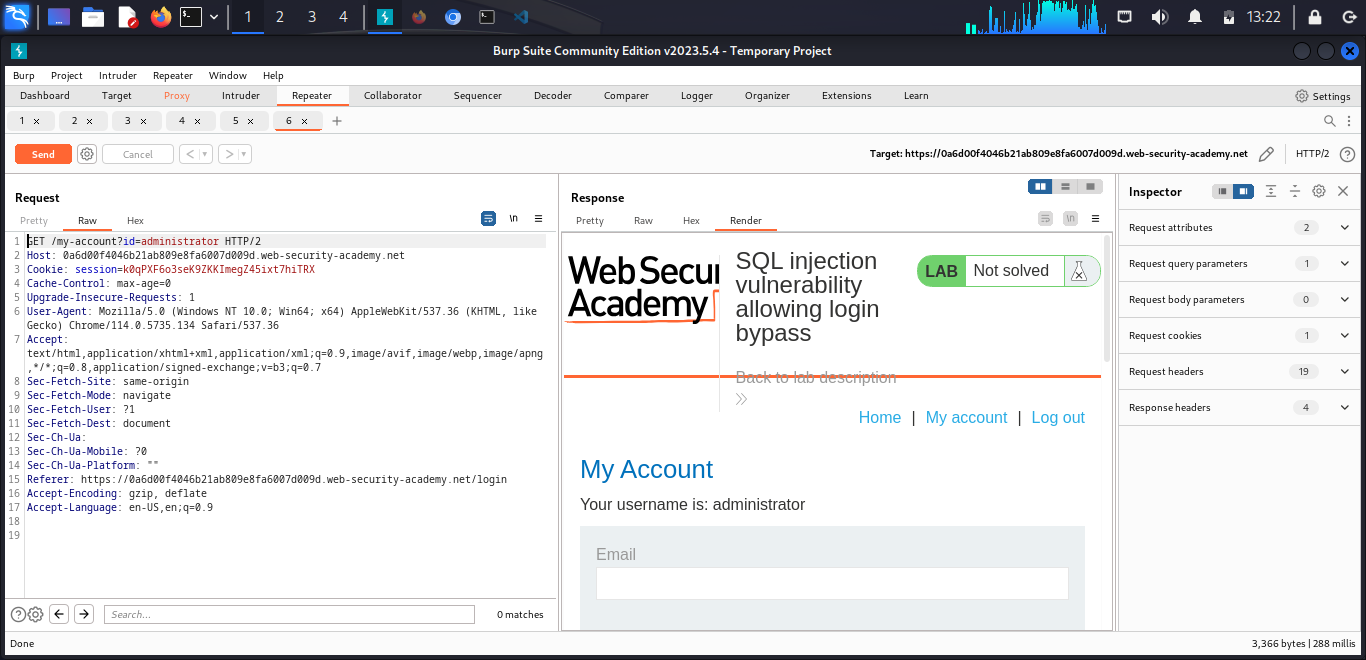 1 2 3 4 13:22
Burp Suite Community Edition v2023.5.4 - Temporary Project
Burp Project Intruder Repeater Window Help
Dashboard Target Proxy Intruder Repeater Collaborator Sequencer Decoder Comparer Logger Organizer Extensions Learn Settings
1 × 2 × 3 × 4 × 5 × 6 × +
Send Cancel < > Target: https://0a6d00f4046b21ab809e8fa6007d009d.web-security-academy.net HTTP/2 ?
Request
Pretty Raw Hex \n
1 GET /my-account?id=administrator HTTP/2
2 Host: 0a6d00f4046b21ab809e8fa6007d009d.web-security-academy.net
3 Cookie: session=k0qPXF6o3seK9ZKKImegZ45ixt7hiTRX
4 Cache-Control: max-age=0
5 Upgrade-Insecure-Requests: 1
6 User-Agent: Mozilla/5.0 (Windows NT 10.0; Win64; x64) AppleWebKit/537.36 (KHTML, like
Gecko) Chrome/114.0.5735.134 Safari/537.36
7 Accept:
text/html,application/xhtml+xml,application/xml;q=0.9,image/avif,image/webp,image/apng
,*/*;q=0.8,application/signed-exchange;v=b3;q=0.7
8 Sec-Fetch-Site: same-origin
9 Sec-Fetch-Mode: navigate
10 Sec-Fetch-User: ?1
11 Sec-Fetch-Dest: document
12 Sec-Ch-Ua:
13 Sec-Ch-Ua-Mobile: ?0
14 Sec-Ch-Ua-Platform: ""
15 Referer: https://0a6d00f4046b21ab809e8fa6007d009d.web-security-academy.net/login
16 Accept-Encoding: gzip, deflate
17 Accept-Language: en-US,en;q=0.9
18
19
? Search... 0 matches
Response
Pretty Raw Hex Render \n
Web Secur
Academy
SQL injection
vulnerability
allowing login
bypass
LAB Not solved
Back to lab description
Home | My account | Log out
My Account
Your username is: administrator
Email
Inspector
Request attributes 2
Request query parameters 1
Request body parameters 0
Request cookies 1
Request headers 19
Response headers 4
Done 3,366 bytes | 288 millis